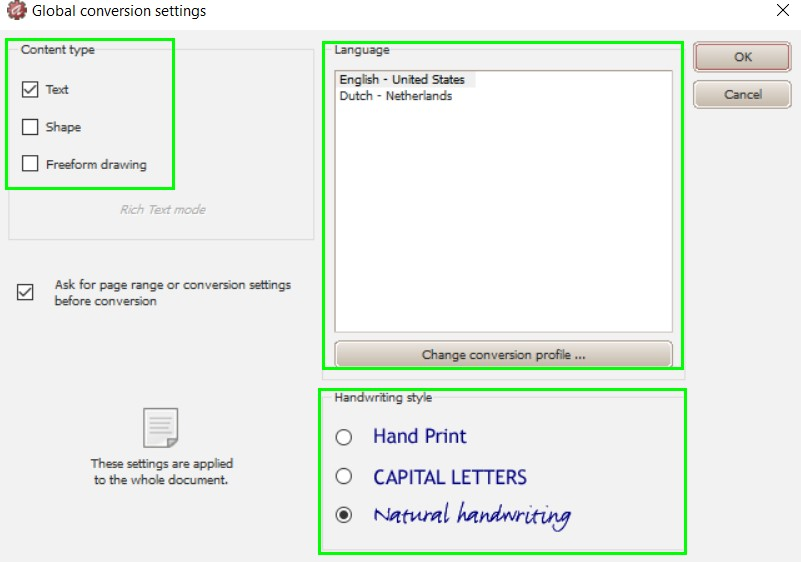 Global conversion settings
Content type
Text
Shape
Freeform drawing
Rich Text mode
Ask for page range or conversion settings
before conversion
These settings are applied
to the whole document.
Language
English - United States
Dutch - Netherlands
Change conversion profile ...
Handwriting style
Hand Print
CAPITAL LETTERS
Natural handwriting
OK
Cancel